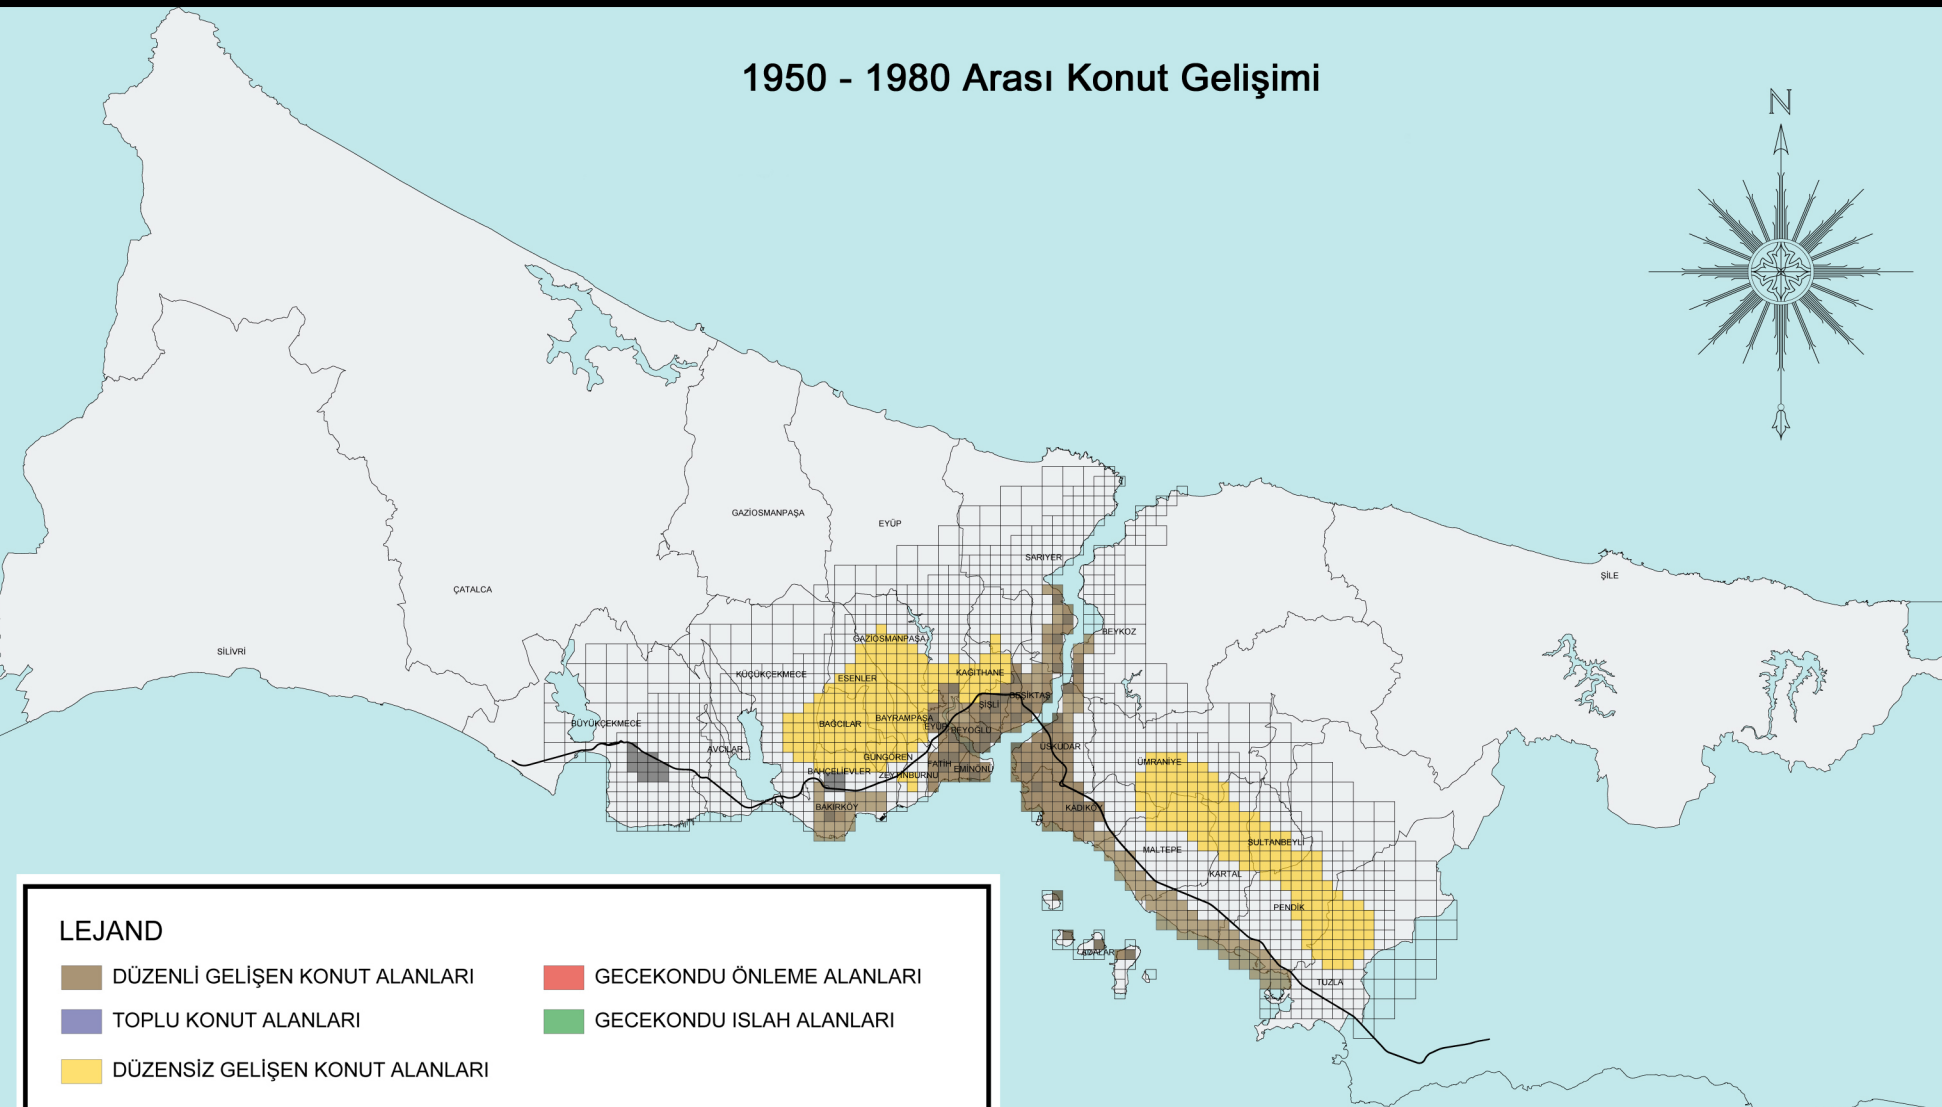 1950 - 1980 Arası Konut Gelişimi
N
GAZİOSMANPAŞA
EYÜP
SARIYER
ŞİLE
ÇATALCA
BEYKOZ
GAZİOSMANPAŞA
SİLİVRİ
KÜÇÜKÇEKMECE
ESENLER
KAĞITHANE
BEŞİKTAŞ
ŞİŞLİ
BÜYÜKÇEKMECE
BAĞCILAR
BAYRAMPAŞA
EYÜP
BEYOĞLU
AVCILAR
ÜSKÜDAR
GÜNGÖREN
ÜMRANİYE
BAHÇELİEVLER
ZEYTİNBURNU
FATİH
EMİNÖNÜ
BAKIRKÖY
KADIKÖY
MALTEPE
SULTANBEYLİ
KARTAL
PENDİK
ADALAR
TUZLA
LEJAND
DÜZENLİ GELİŞEN KONUT ALANLARI
GECEKONDU ÖNLEME ALANLARI
TOPLU KONUT ALANLARI
GECEKONDU ISLAH ALANLARI
DÜZENSİZ GELİŞEN KONUT ALANLARI